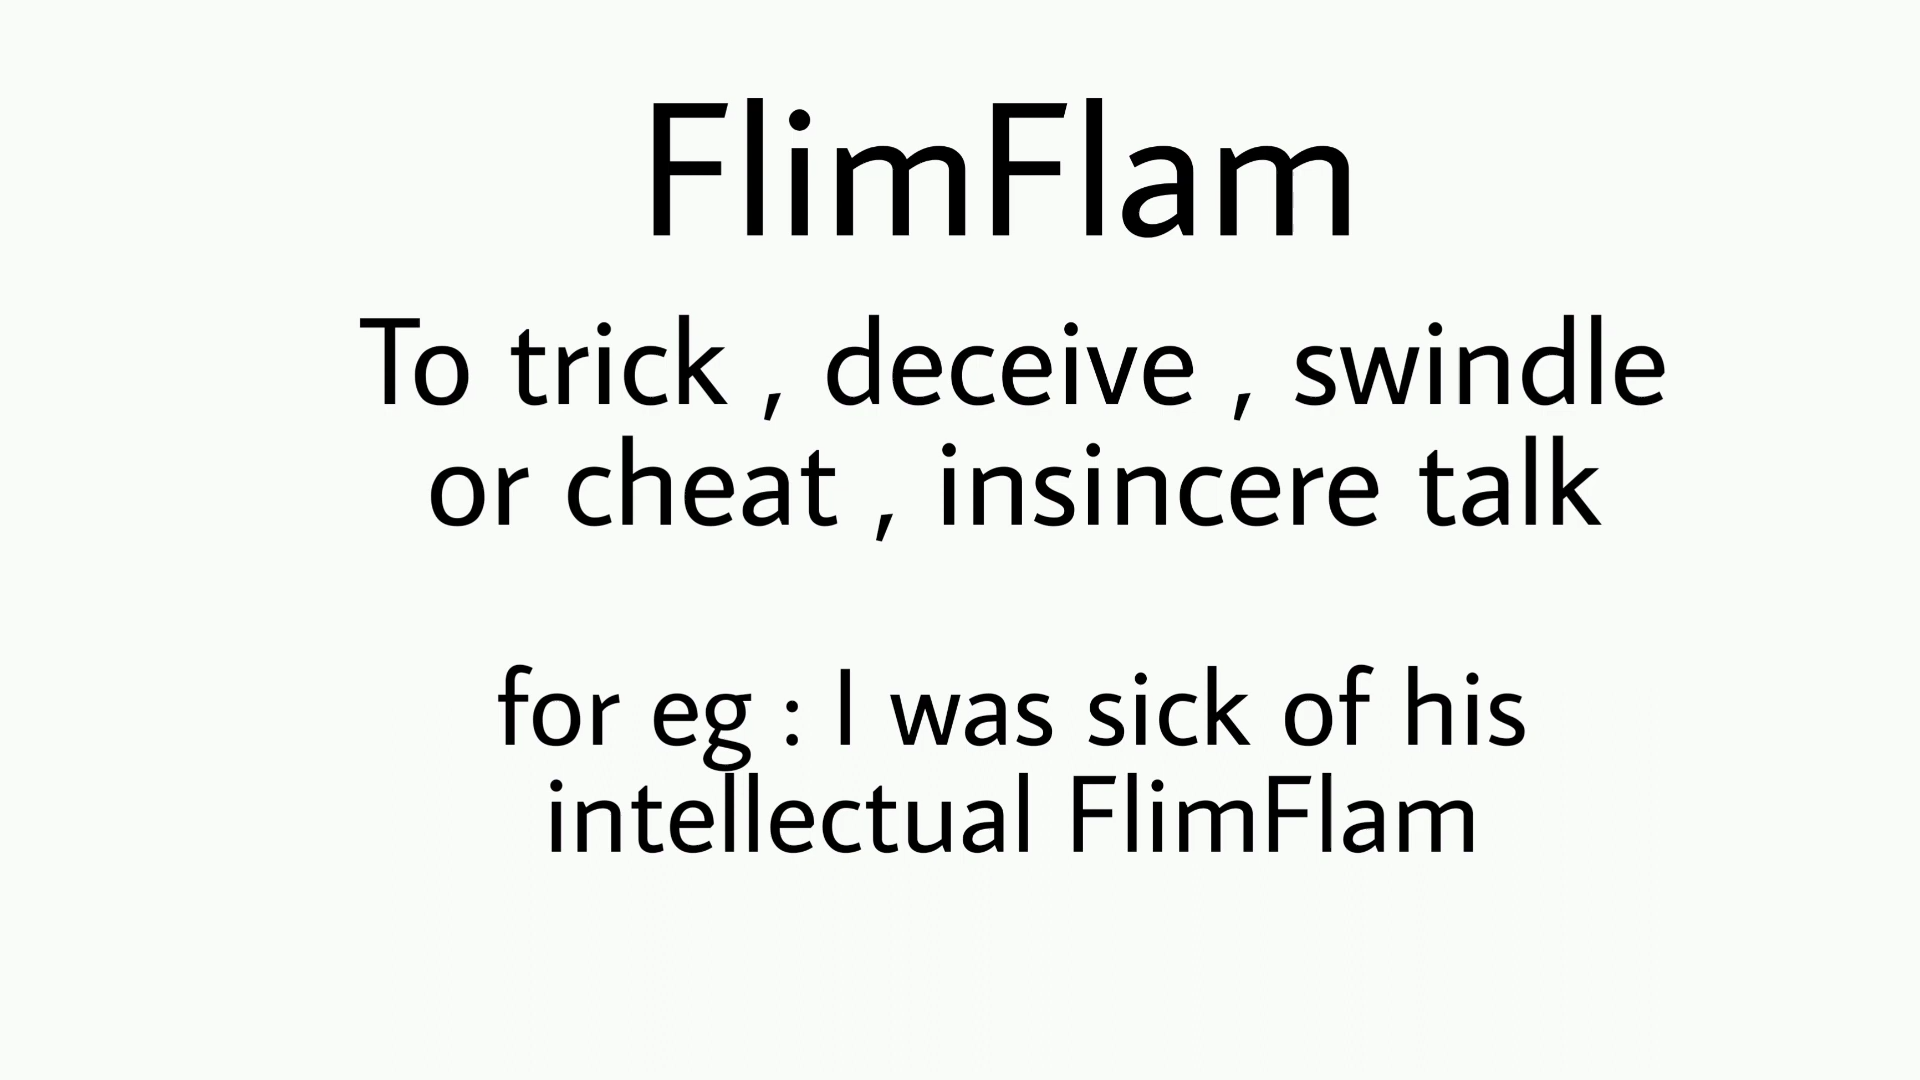 FlimFlam
To trick , deceive , swindle
or cheat , insincere talk
for eg : I was sick of his
intellectual FlimFlam